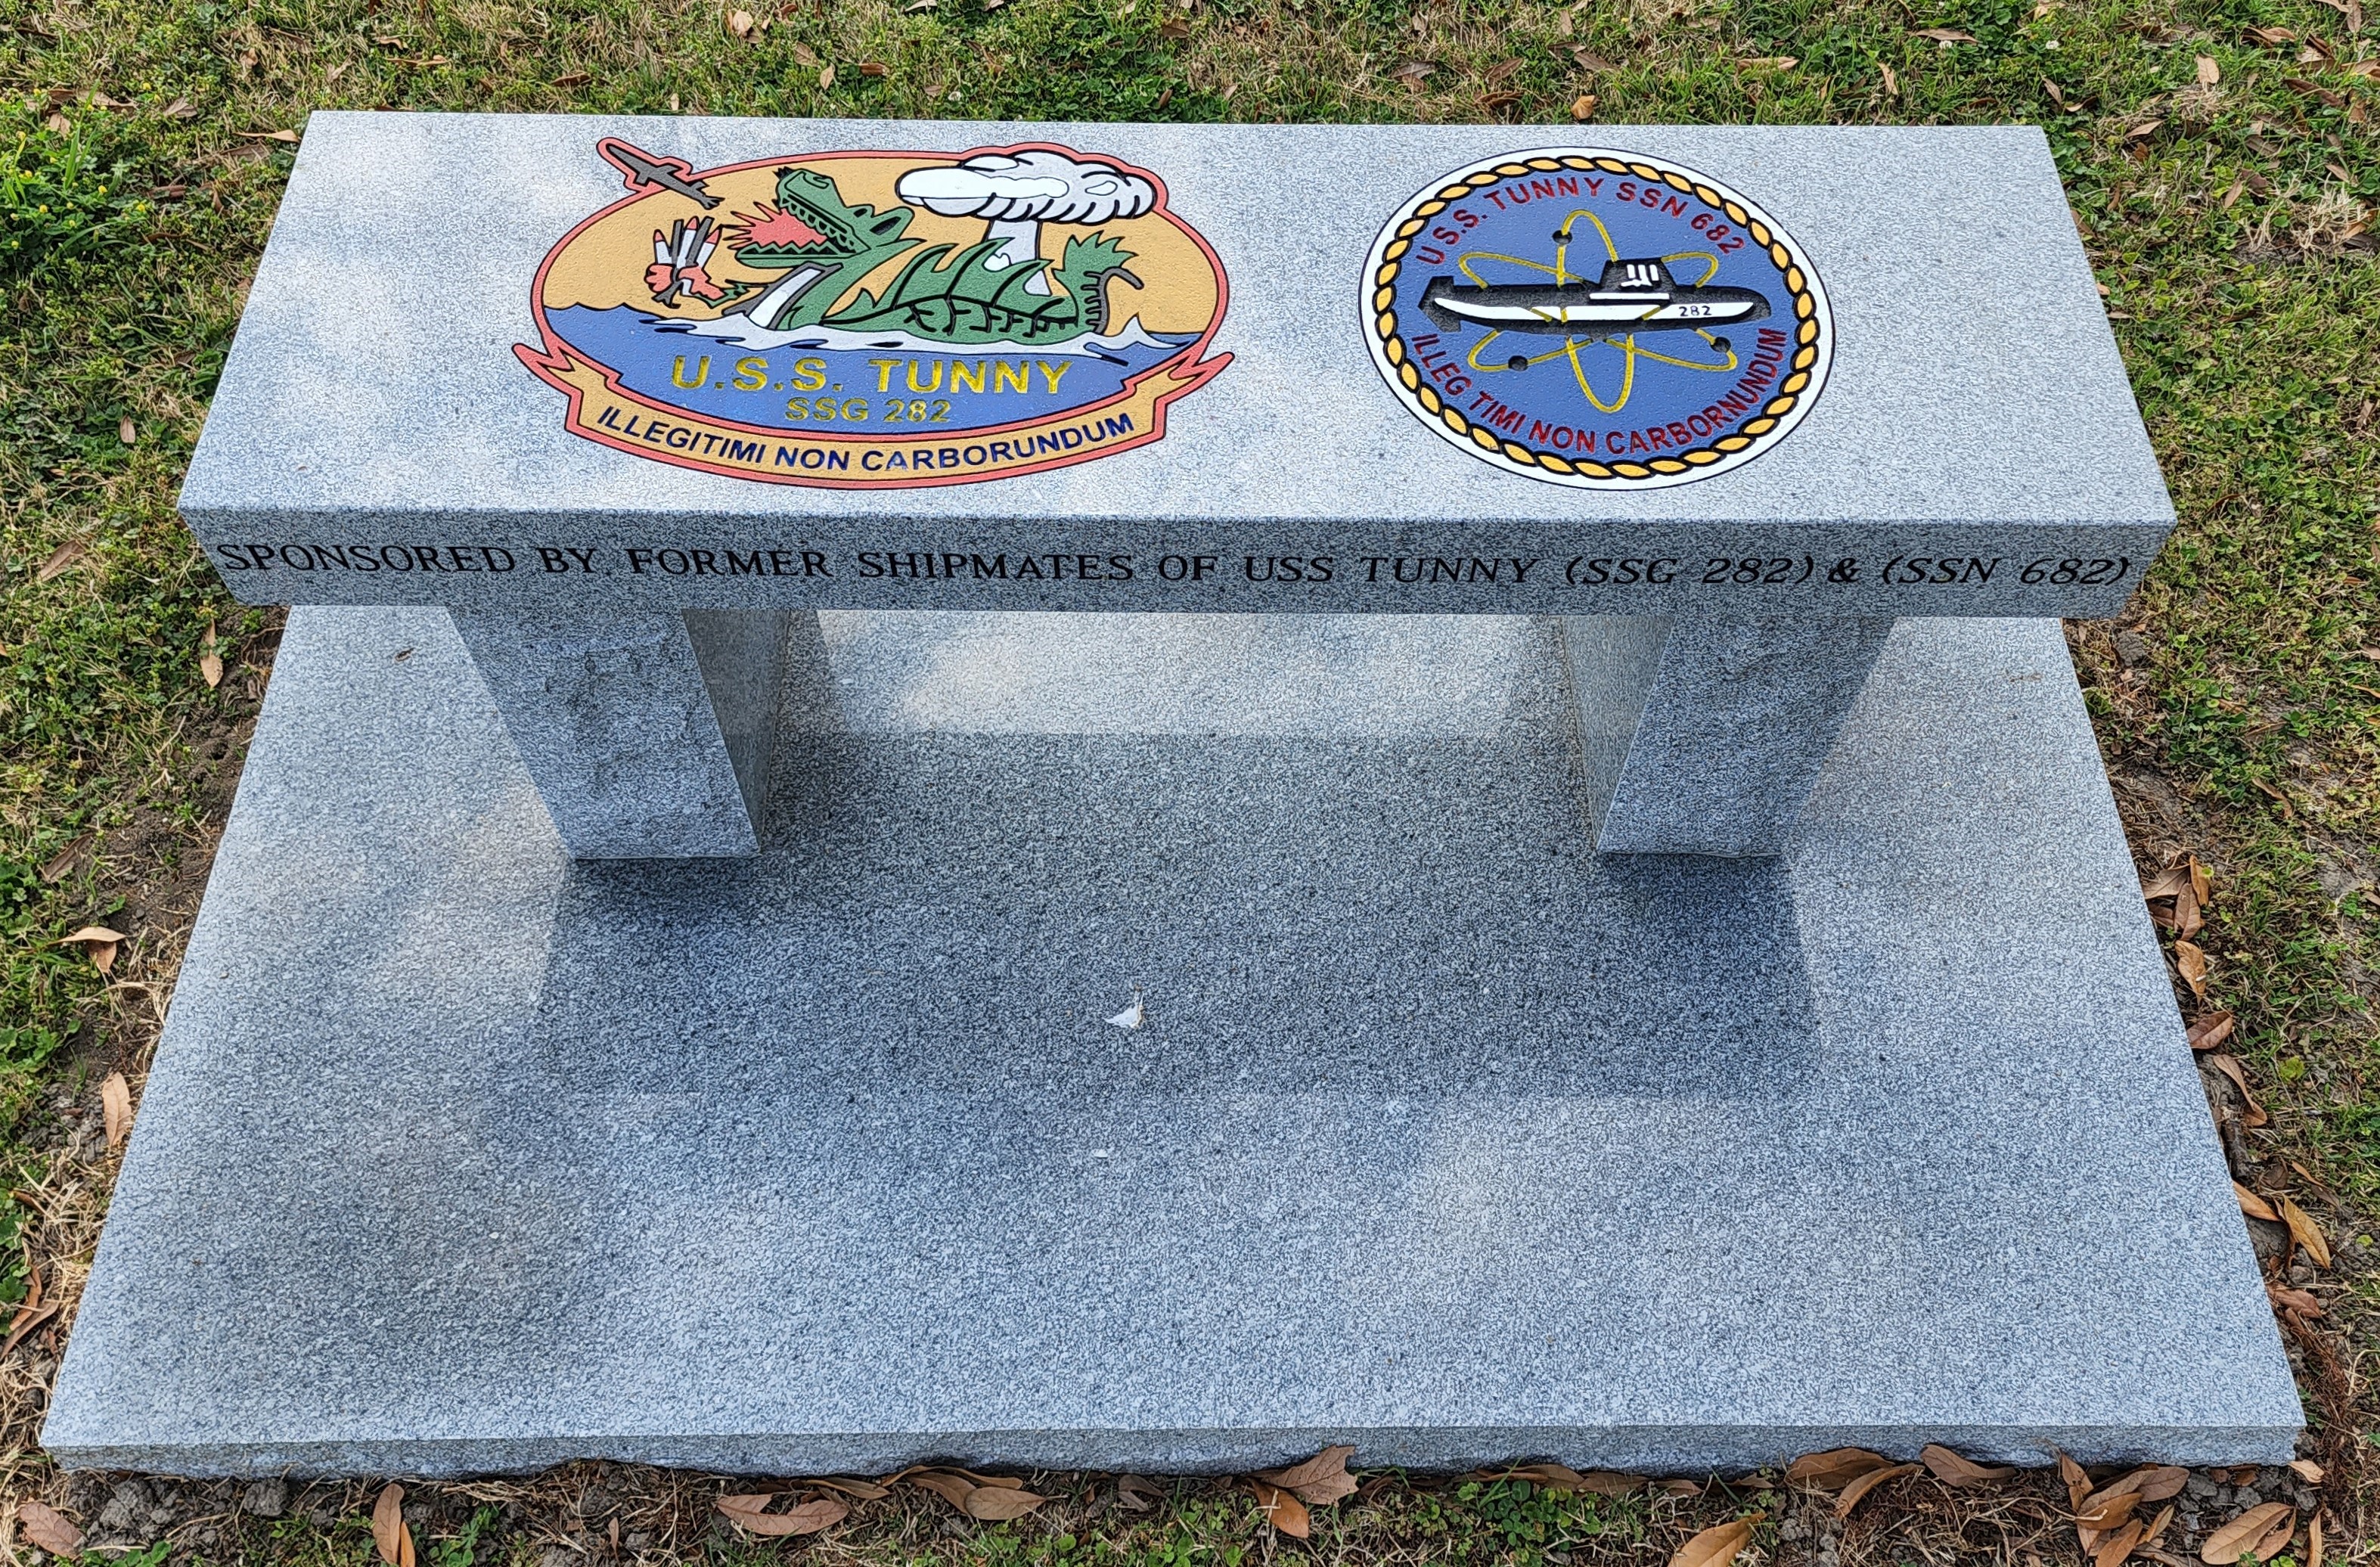 U.S.S. TUNNY
SSG 282
ILLEGITIMI NON CARBORUNDUM
U.S.S. TUNNY SSN 682
282
ILLEG TIMI NON CARBORNUNDUM
SPONSORED BY FORMER SHIPMATES OF USS TUNNY (SSG 282) & (SSN 682)